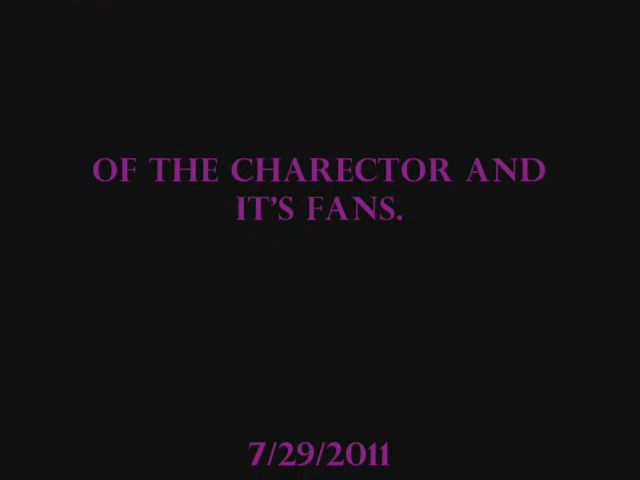 OF THE CHARECTOR AND
IT'S FANS.
7/29/2011